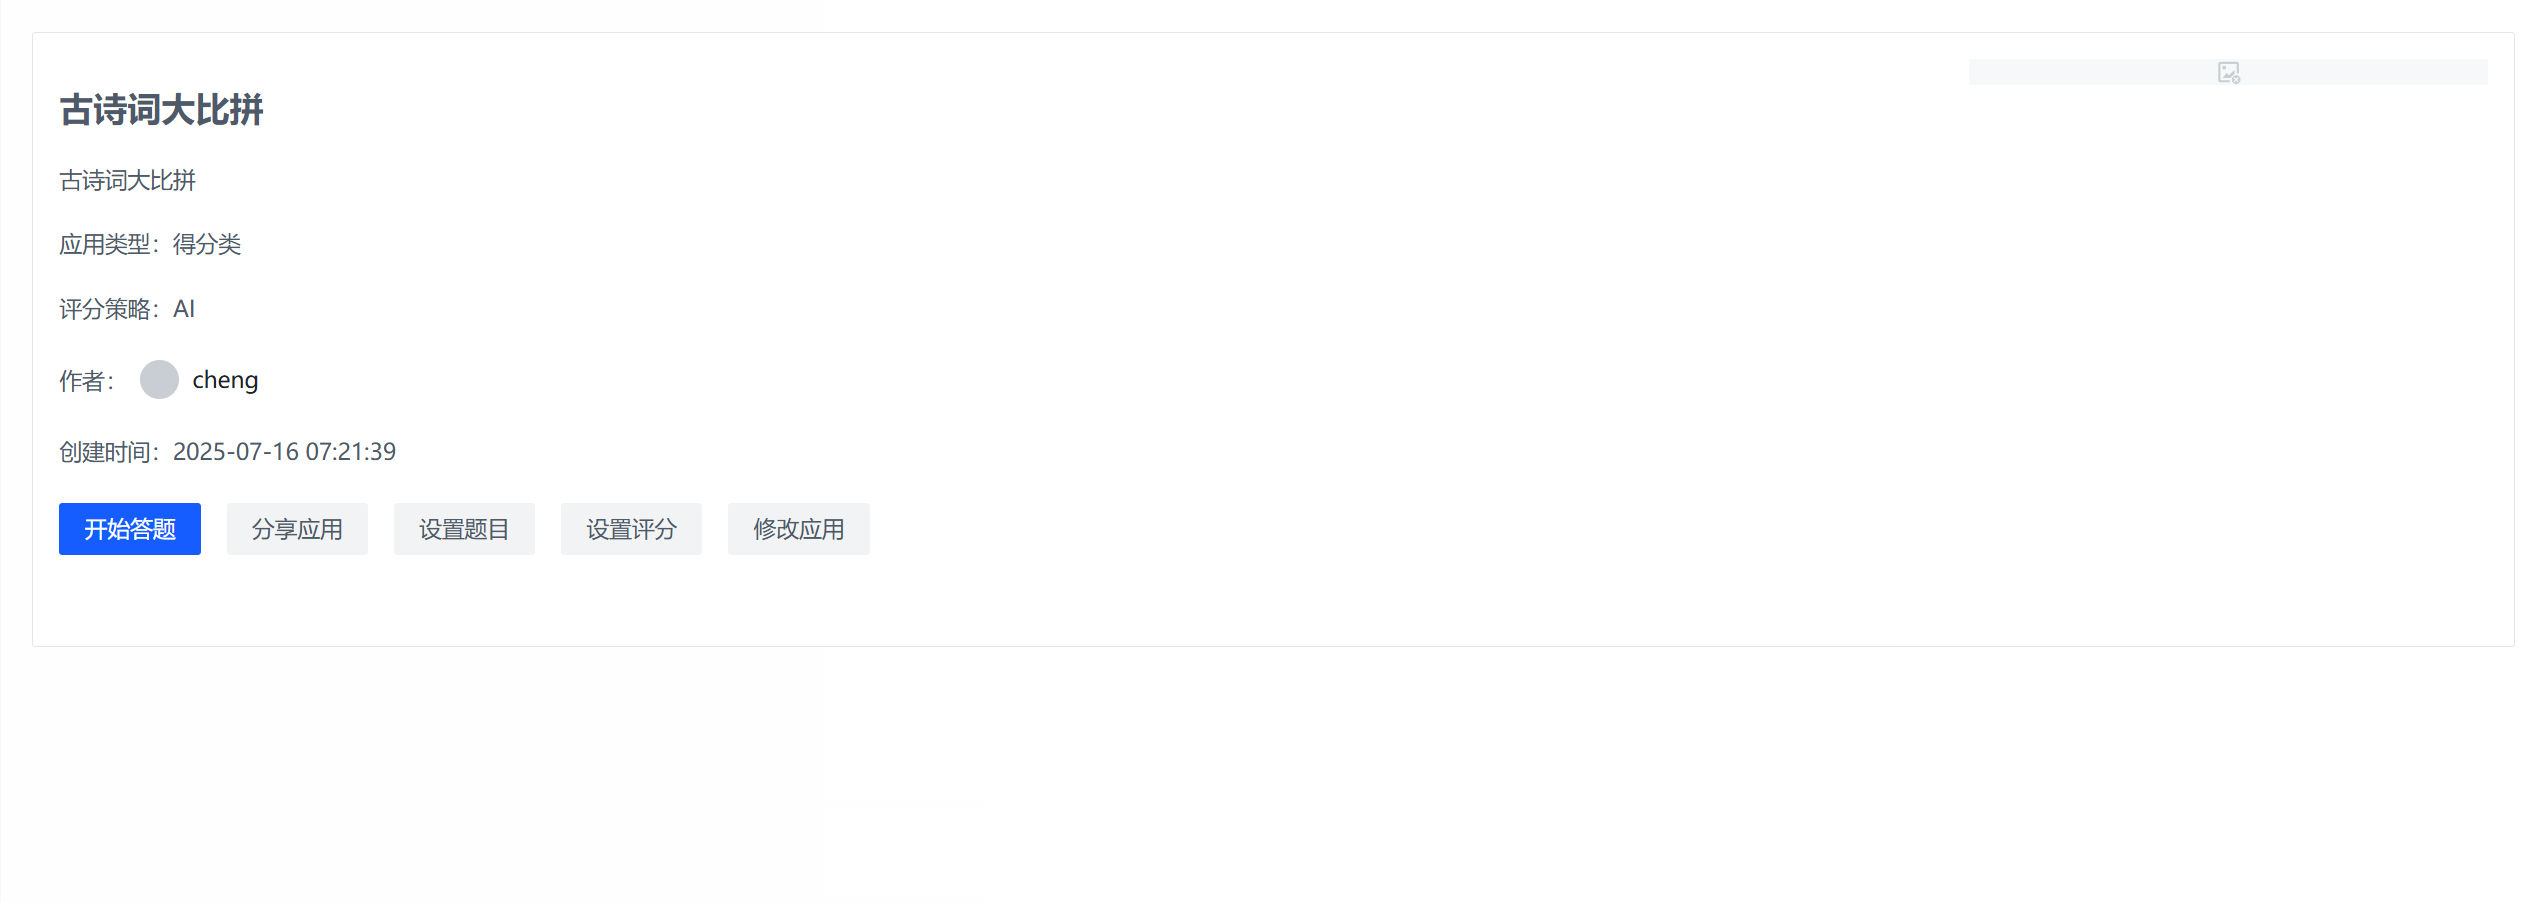 古诗词大比拼
古诗词大比拼
应用类型：得分类
评分策略：AI
作者： cheng
创建时间：2025-07-16 07:21:39
开始答题 分享应用 设置题目 设置评分 修改应用